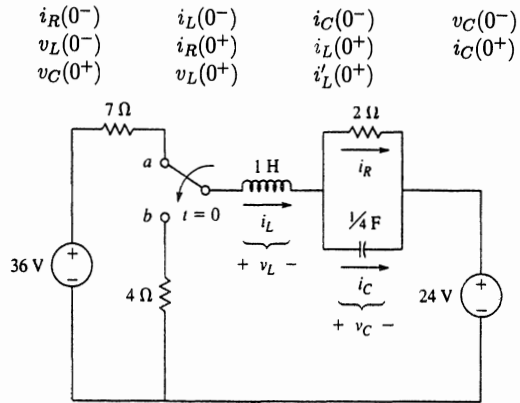 i_R(0⁻) i_L(0⁻) i_C(0⁻) v_C(0⁻)
v_L(0⁻) i_R(0⁺) i_L(0⁺) i_C(0⁺)
v_C(0⁺) v_L(0⁺) i′_L(0⁺)
7 Ω
2 Ω
a
1 H
i_R
b
t = 0
i_L
¼ F
36 V
+ v_L −
4 Ω
i_C
24 V
+ v_C −
+
−
+
−